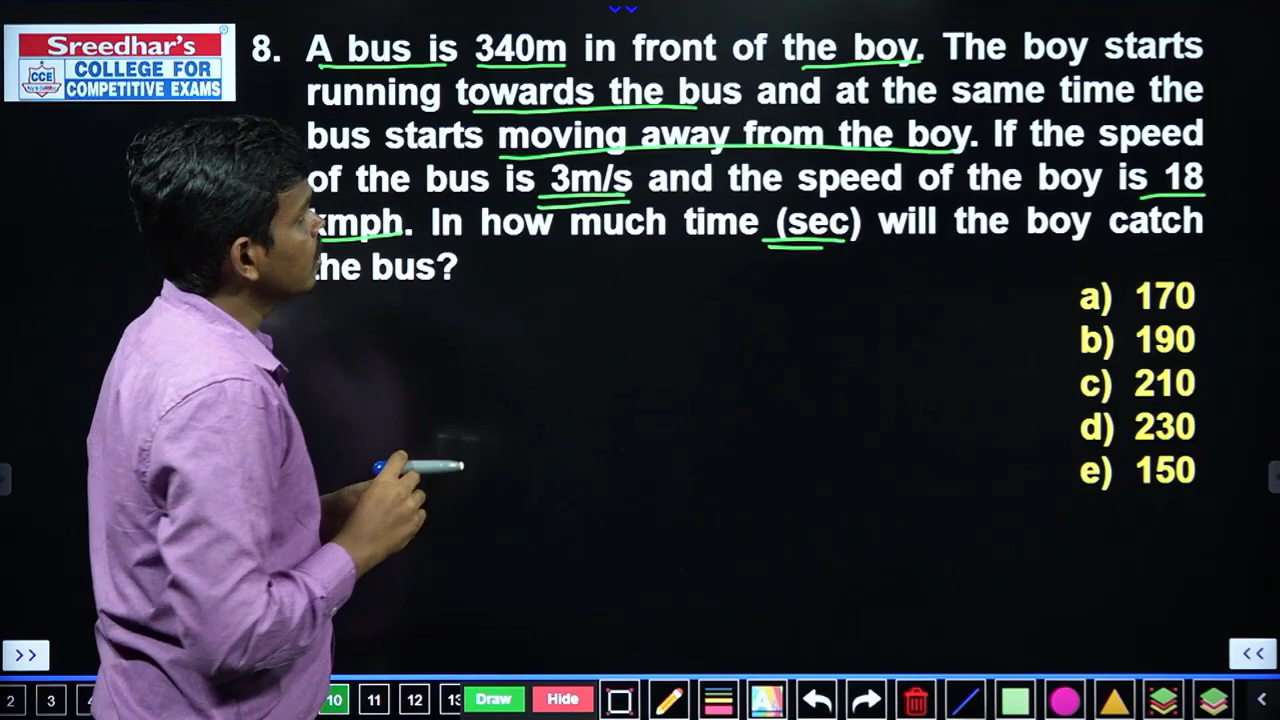 Sreedhar's
CCE
COLLEGE FOR
COMPETITIVE EXAMS
8. A bus is 340m in front of the boy. The boy starts
running towards the bus and at the same time the
bus starts moving away from the boy. If the speed
of the bus is 3m/s and the speed of the boy is 18
kmph. In how much time (sec) will the boy catch
the bus?
a) 170
b) 190
c) 210
d) 230
e) 150
>> <<
2 3 10 11 12 13 Draw Hide